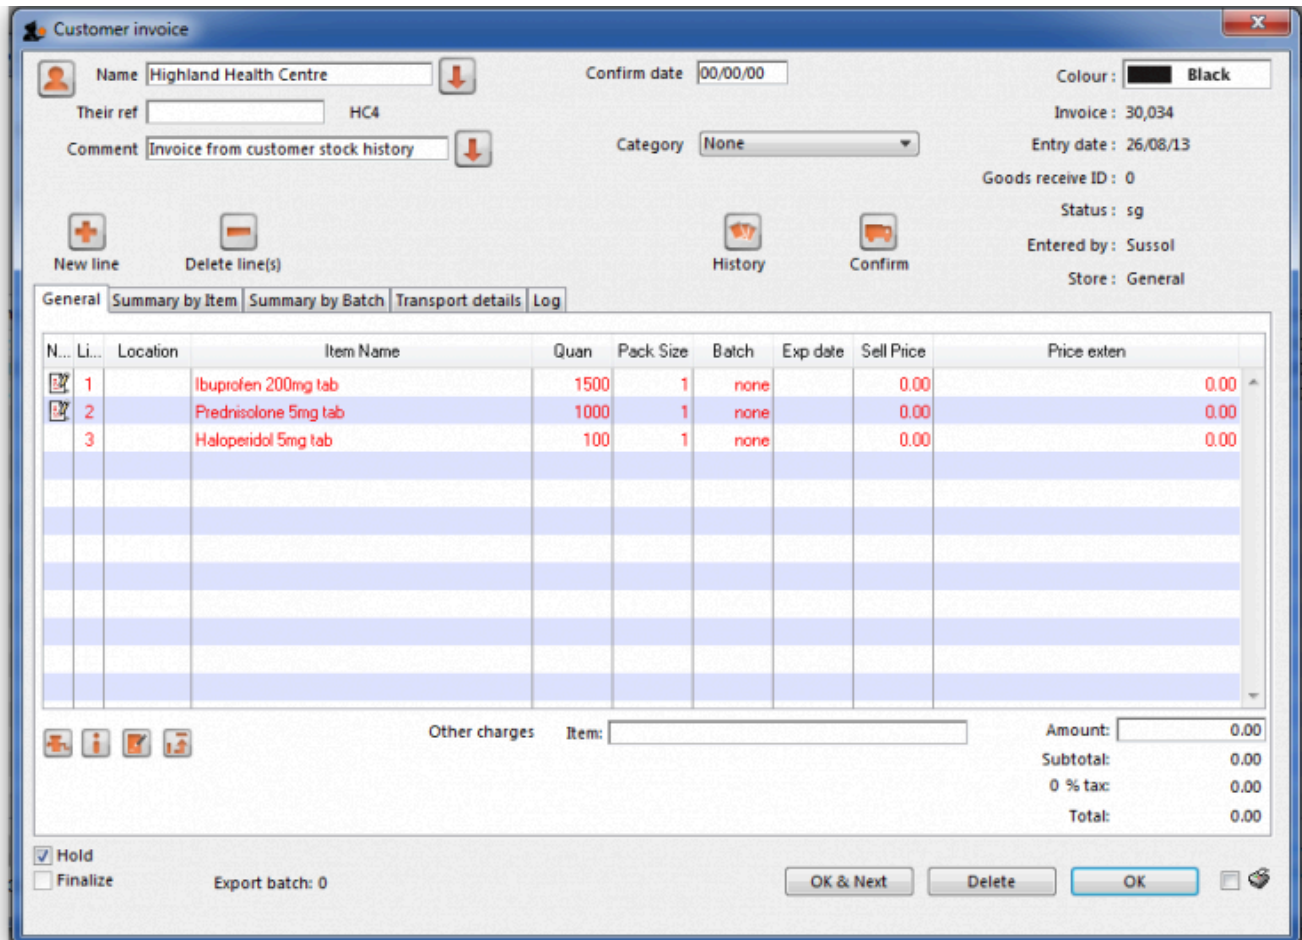 Customer invoice
Name Highland Health Centre
Confirm date 00/00/00
Colour : Black
Their ref HC4
Invoice : 30,034
Comment Invoice from customer stock history
Category None
Entry date : 26/08/13
Goods receive ID : 0
Status : sg
Entered by : Sussol
Store : General
New line Delete line(s) History Confirm
General Summary by Item Summary by Batch Transport details Log
N... Li... Location Item Name Quan Pack Size Batch Exp date Sell Price Price exten
1 Ibuprofen 200mg tab 1500 1 none 0.00 0.00
2 Prednisolone 5mg tab 1000 1 none 0.00 0.00
3 Haloperidol 5mg tab 100 1 none 0.00 0.00
Other charges Item: Amount: 0.00
Subtotal: 0.00
0 % tax: 0.00
Total: 0.00
Hold
Finalize Export batch: 0 OK & Next Delete OK